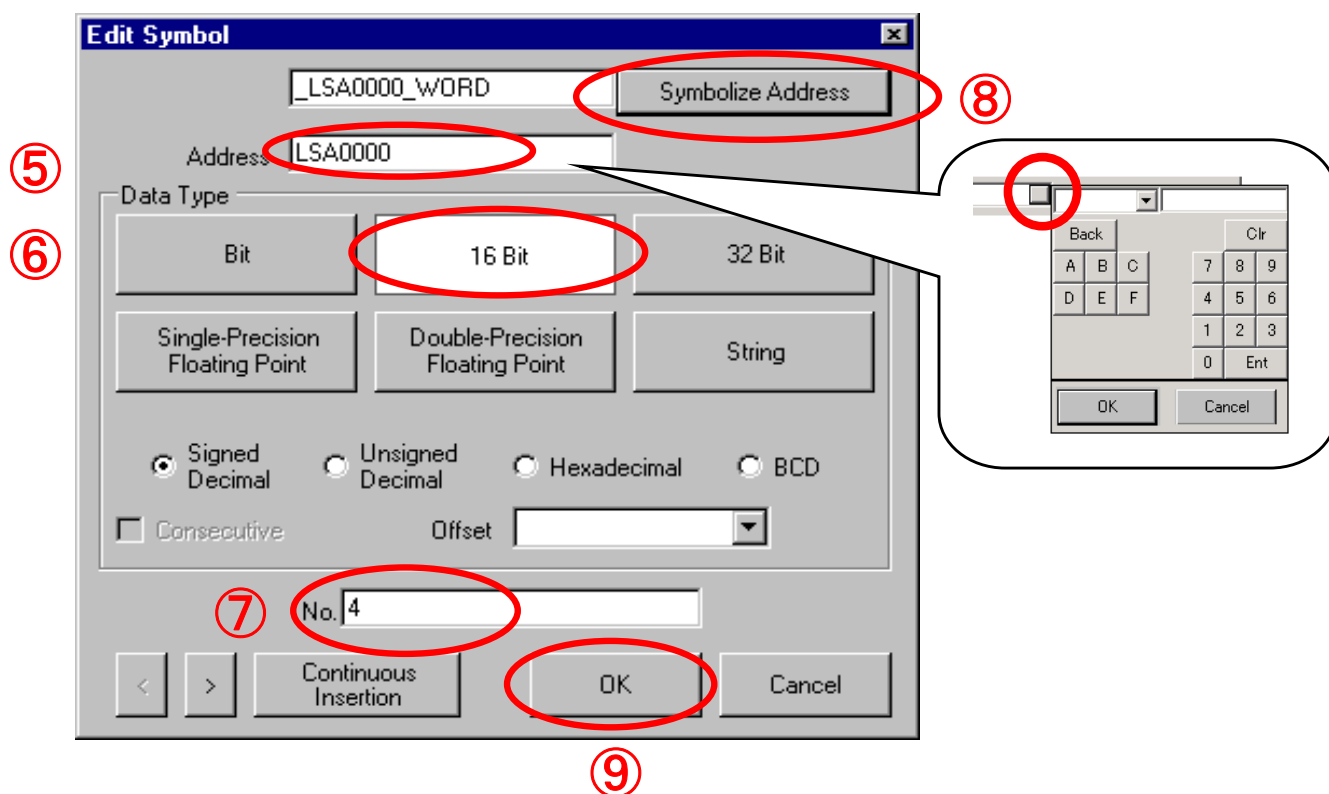 Edit Symbol
_LSA0000_WORD
Symbolize Address
⑧
⑤
Address
LSA0000
Data Type
⑥
Bit
16 Bit
32 Bit
Single-Precision
Floating Point
Double-Precision
Floating Point
String
Signed
Decimal
Unsigned
Decimal
Hexadecimal
BCD
Consecutive
Offset
⑦
No.
4
<
>
Continuous
Insertion
OK
Cancel
⑨
Back
Clr
A B C 7 8 9
D E F 4 5 6
1 2 3
0 Ent
OK
Cancel